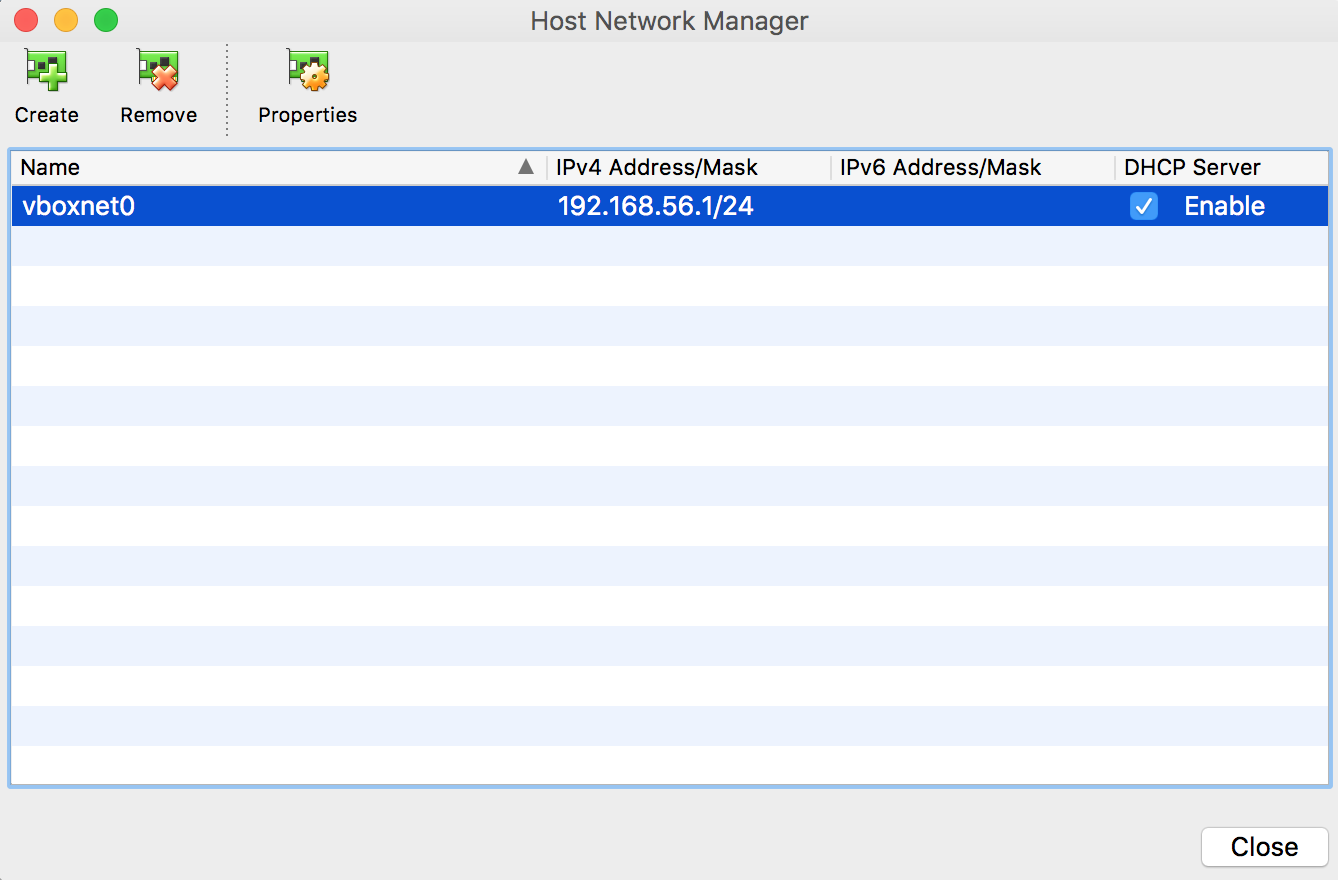 Host Network Manager
Create Remove Properties
Name IPv4 Address/Mask IPv6 Address/Mask DHCP Server
vboxnet0 192.168.56.1/24 Enable
Close